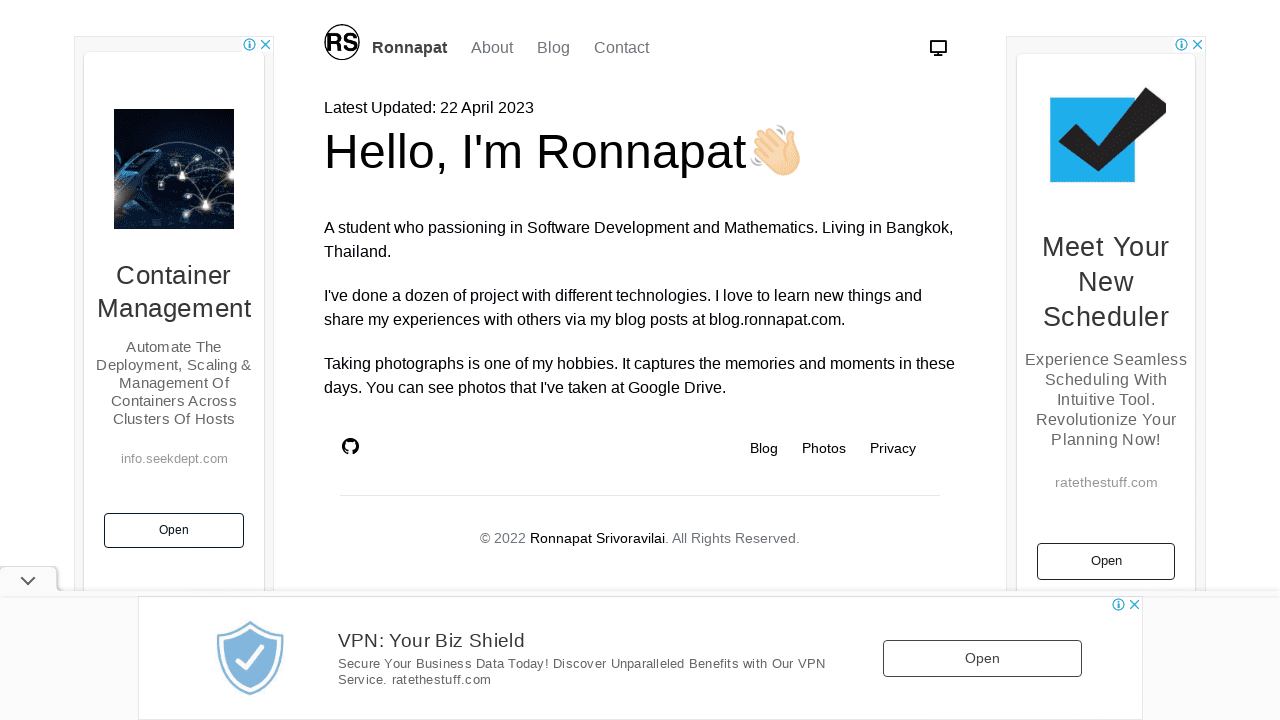 RS
Ronnapat
About
Blog
Contact
Latest Updated: 22 April 2023
Hello, I'm Ronnapat👋🏻
A student who passioning in Software Development and Mathematics. Living in Bangkok,
Thailand.
I've done a dozen of project with different technologies. I love to learn new things and
share my experiences with others via my blog posts at blog.ronnapat.com.
Taking photographs is one of my hobbies. It captures the memories and moments in these
days. You can see photos that I've taken at Google Drive.
Blog
Photos
Privacy
© 2022 Ronnapat Srivoravilai. All Rights Reserved.
Container
Management
Automate The
Deployment, Scaling &
Management Of
Containers Across
Clusters Of Hosts
info.seekdept.com
Open
Meet Your
New
Scheduler
Experience Seamless
Scheduling With
Intuitive Tool.
Revolutionize Your
Planning Now!
ratethestuff.com
Open
VPN: Your Biz Shield
Secure Your Business Data Today! Discover Unparalleled Benefits with Our VPN
Service. ratethestuff.com
Open